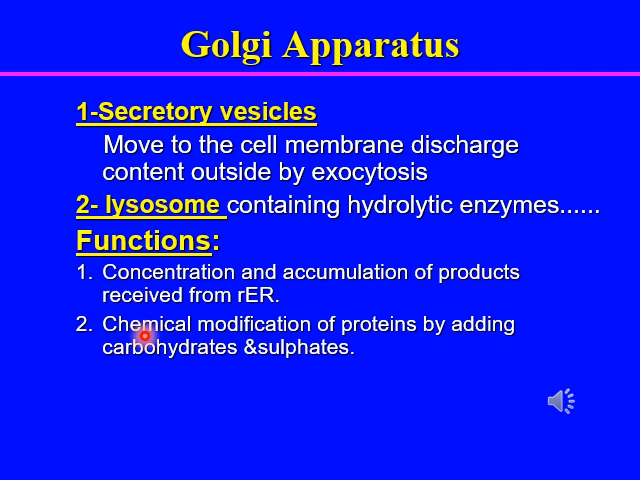 Golgi Apparatus
1-Secretory vesicles
Move to the cell membrane discharge
content outside by exocytosis
2- lysosome containing hydrolytic enzymes......
Functions:
1. Concentration and accumulation of products
received from rER.
2. Chemical modification of proteins by adding
carbohydrates &sulphates.